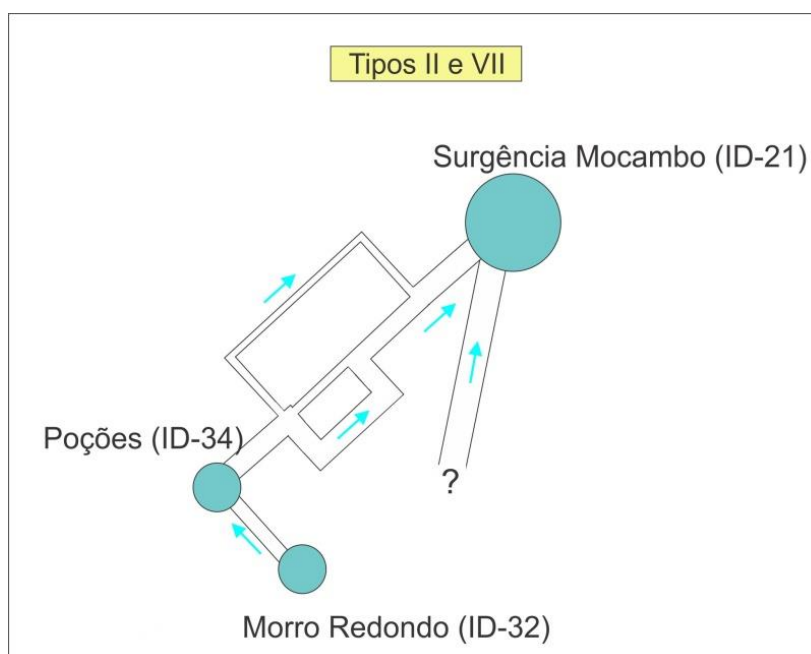 Tipos II e VII
Surgência Mocambo (ID-21)
Poções (ID-34)
?
Morro Redondo (ID-32)